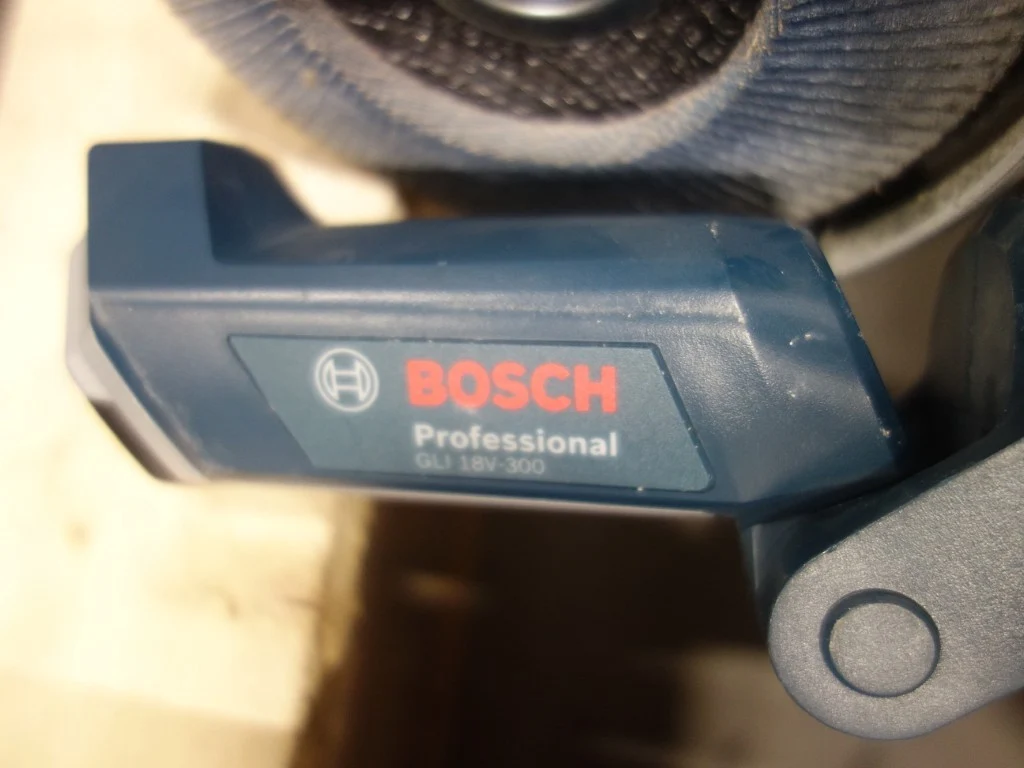 BOSCH
Professional
GLI 18V-300